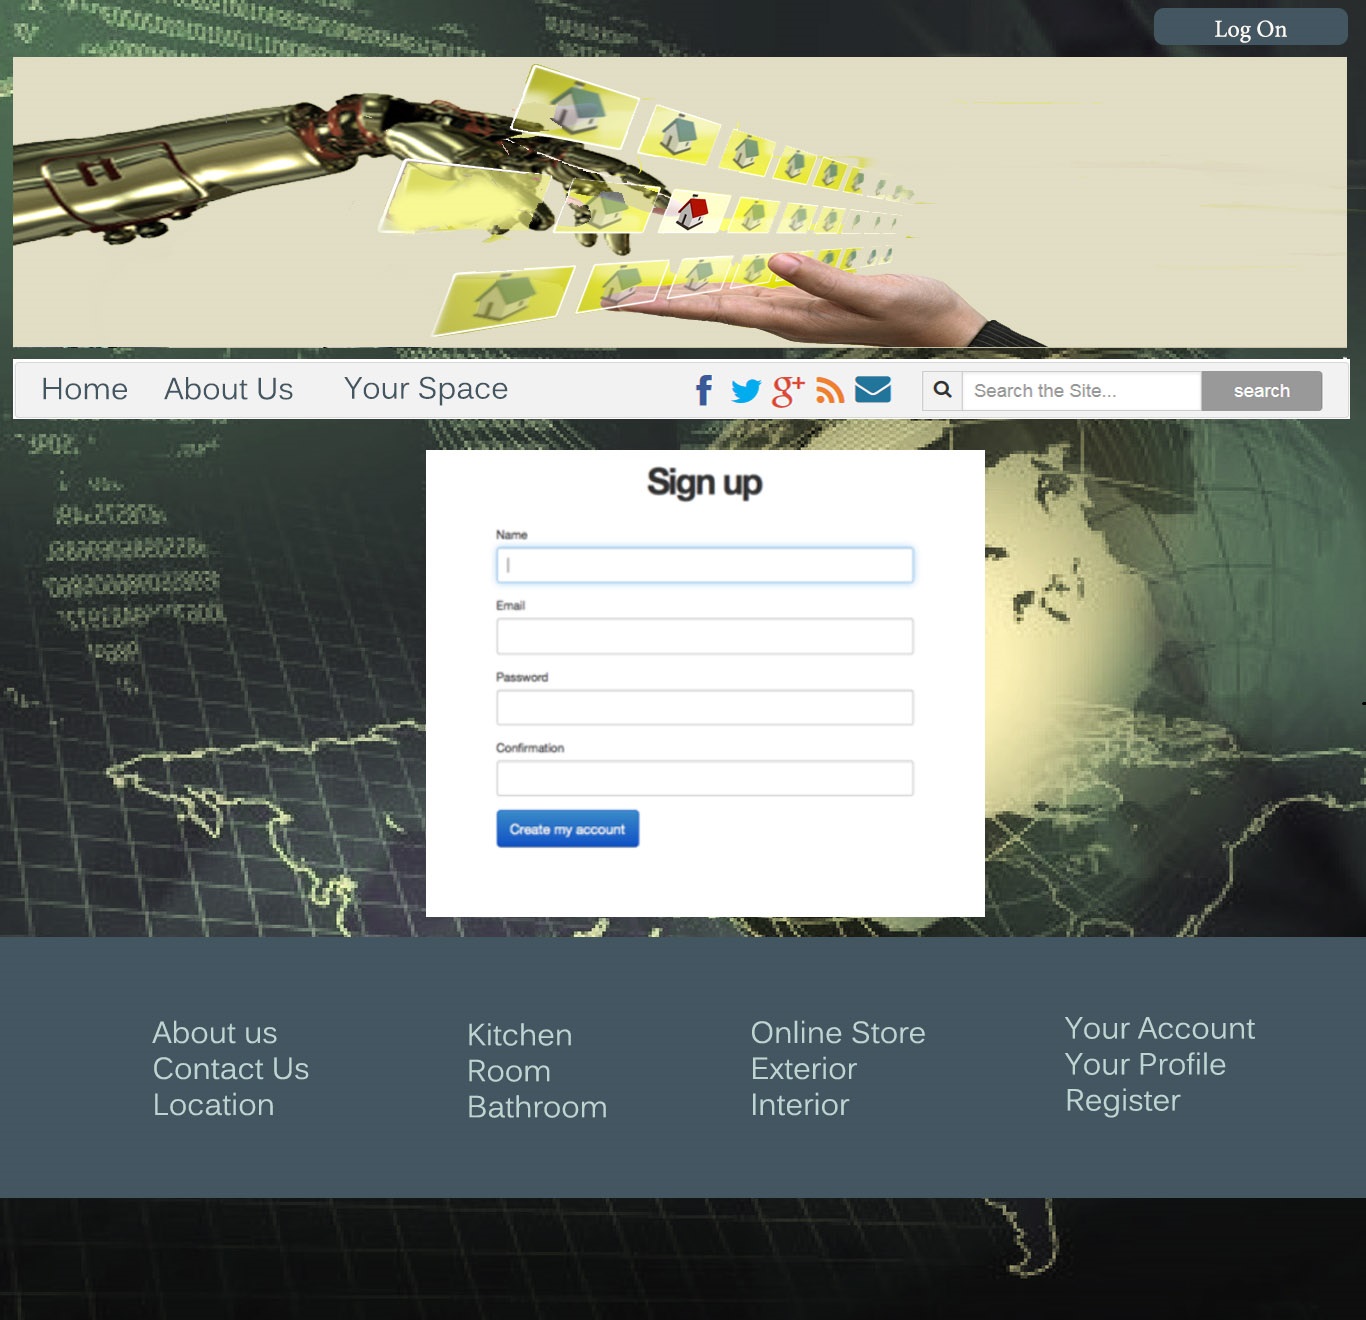 Log On
Home About Us Your Space Search the Site... search
Sign up
Name
Email
Password
Confirmation
Create my account
About us
Contact Us
Location
Kitchen
Room
Bathroom
Online Store
Exterior
Interior
Your Account
Your Profile
Register